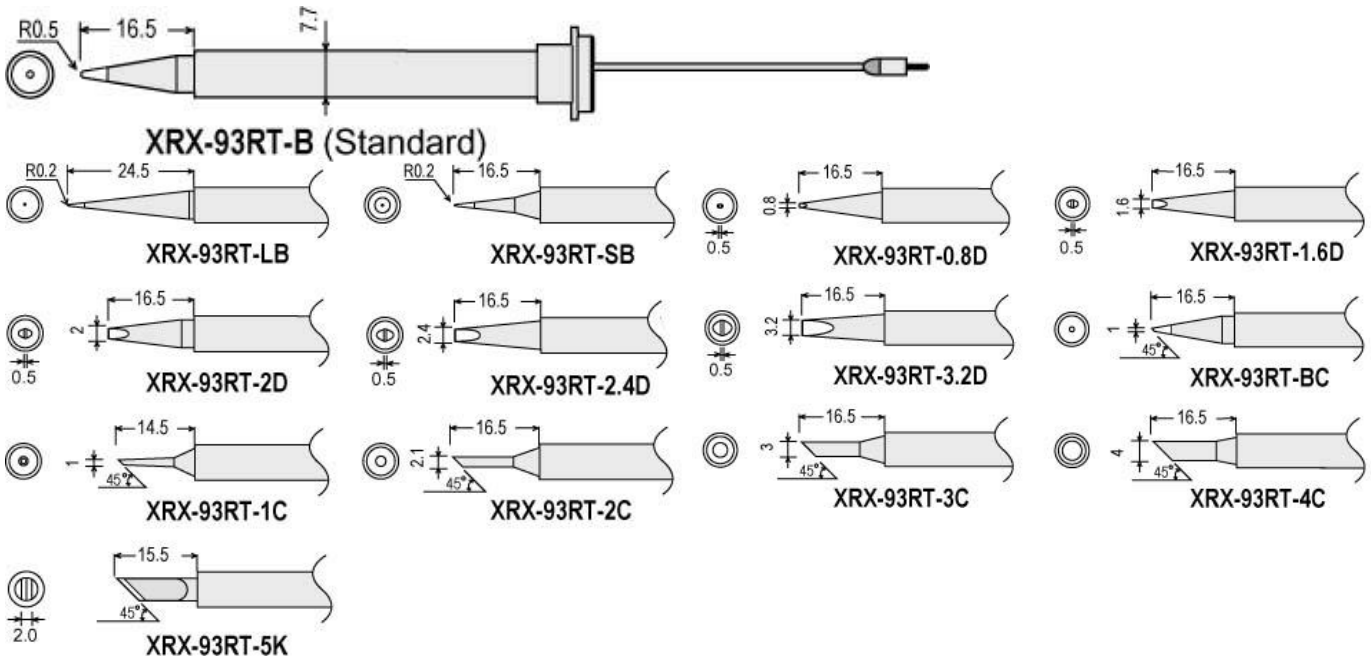 R0.5
16.5
7.7
XRX-93RT-B (Standard)
R0.2
24.5
XRX-93RT-LB
R0.2
16.5
XRX-93RT-SB
16.5
0.8
0.5
XRX-93RT-0.8D
16.5
1.6
0.5
XRX-93RT-1.6D
16.5
2
0.5
XRX-93RT-2D
16.5
2.4
0.5
XRX-93RT-2.4D
16.5
3.2
0.5
XRX-93RT-3.2D
16.5
1
45°
XRX-93RT-BC
14.5
1
45°
XRX-93RT-1C
16.5
2.1
45°
XRX-93RT-2C
16.5
3
45°
XRX-93RT-3C
16.5
4
45°
XRX-93RT-4C
15.5
45°
2.0
XRX-93RT-5K